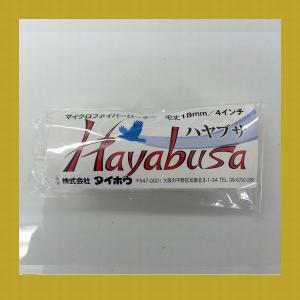 マイクロファイバーローラー 毛丈18mm/4インチ
ハヤブサ
Hayabusa
株式会社 タイホウ 〒547-0001 大阪市平野区加美北3-1-34 TEL 06-6792-